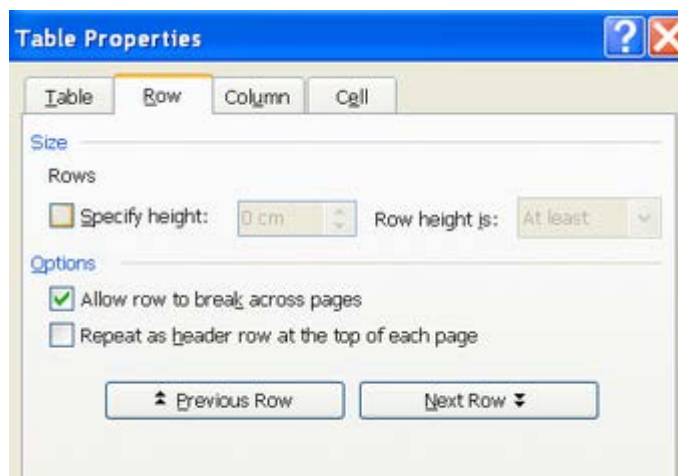 Table Properties
Table Row Column Cell
Size
Rows
Specify height: 0 cm Row height is: At least
Options
Allow row to break across pages
Repeat as header row at the top of each page
Previous Row Next Row